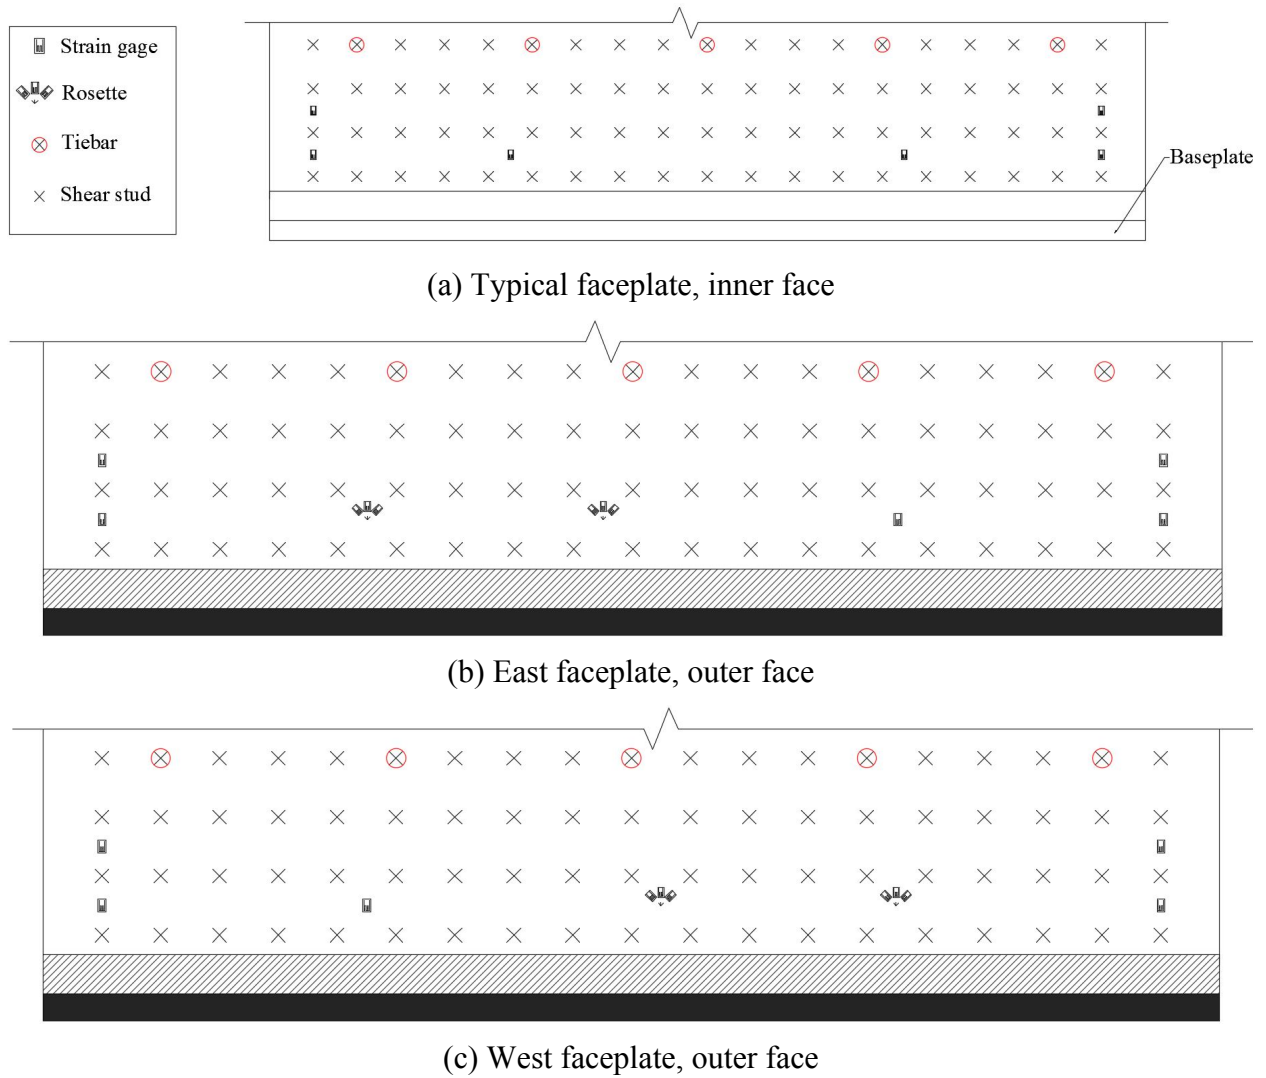 Strain gage
Rosette
Tiebar
Shear stud
Baseplate
(a) Typical faceplate, inner face
(b) East faceplate, outer face
(c) West faceplate, outer face